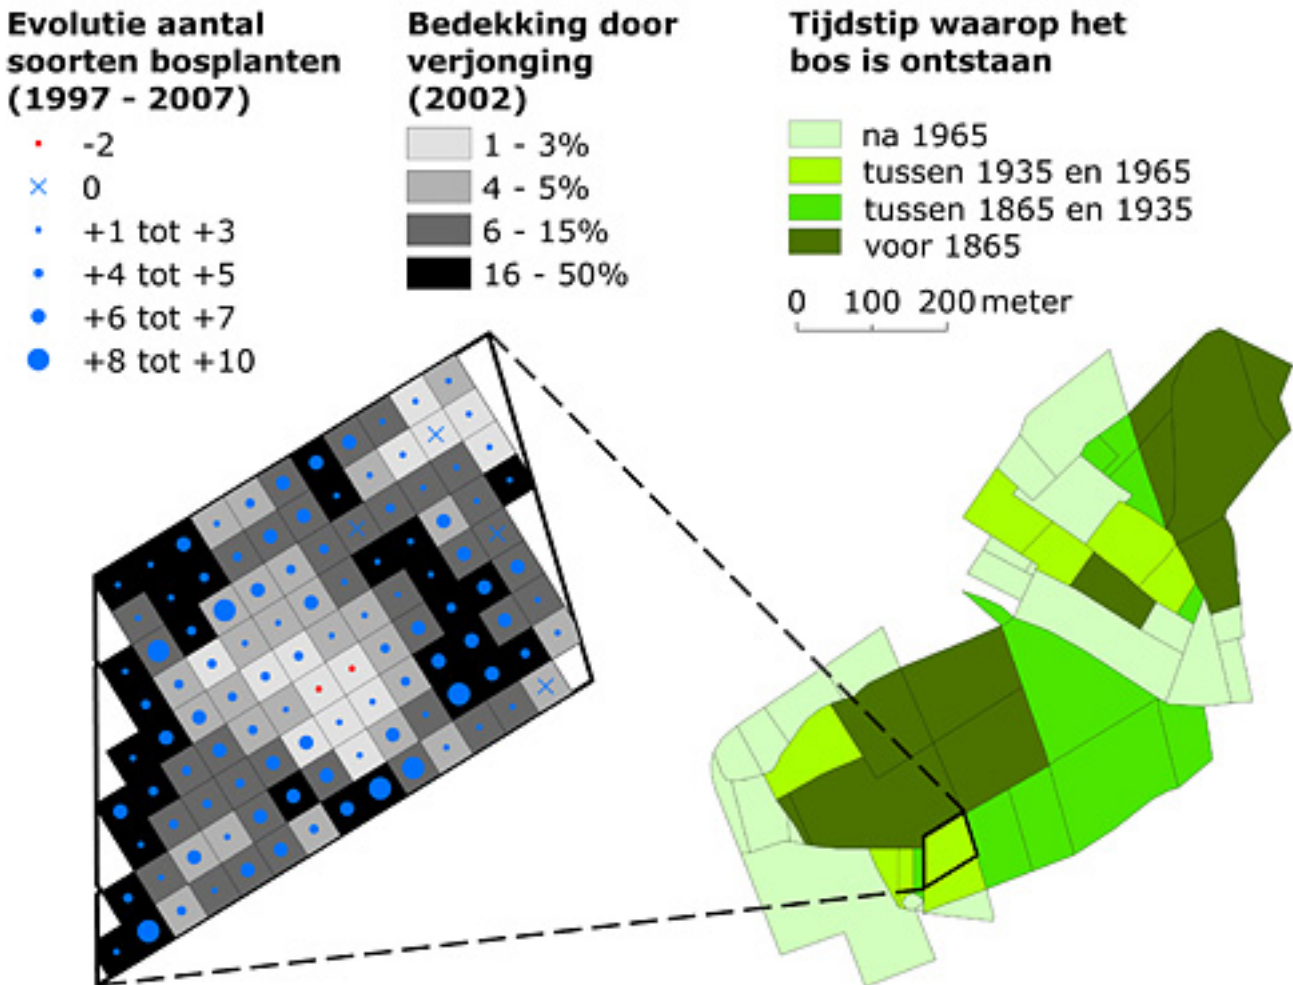 Evolutie aantal
soorten bosplanten
(1997 - 2007)
-2
0
+1 tot +3
+4 tot +5
+6 tot +7
+8 tot +10
Bedekking door
verjonging
(2002)
1 - 3%
4 - 5%
6 - 15%
16 - 50%
Tijdstip waarop het
bos is ontstaan
na 1965
tussen 1935 en 1965
tussen 1865 en 1935
voor 1865
0 100 200 meter